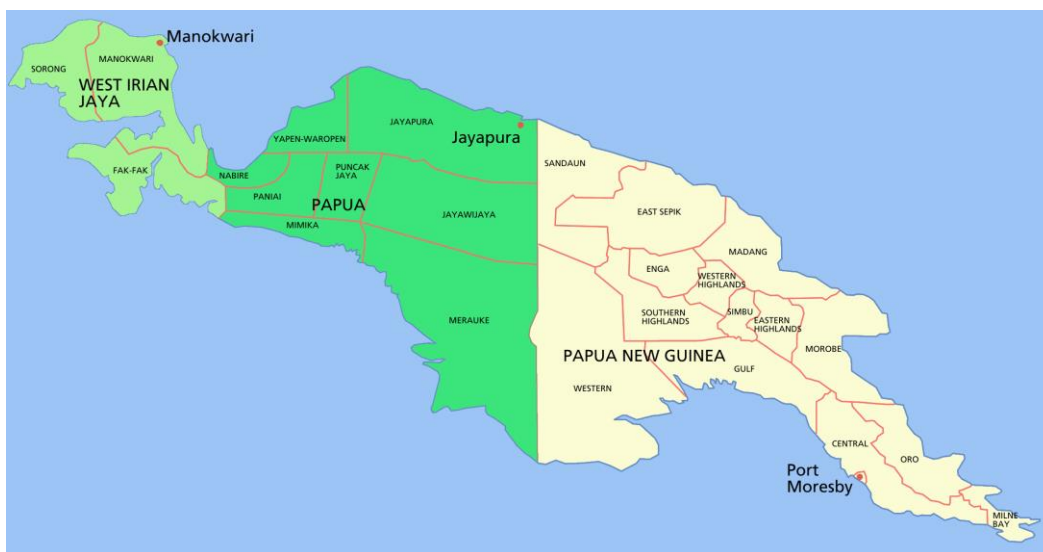 Manokwari
MANOKWARI
SORONG
WEST IRIAN
JAYA
FAK-FAK
JAYAPURA
Jayapura
YAPEN-WAROPEN
NABIRE
PUNCAK
JAYA
PANIAI
PAPUA
JAYAWIJAYA
MIMIKA
MERAUKE
SANDAUN
EAST SEPIK
MADANG
ENGA
WESTERN
HIGHLANDS
SOUTHERN
HIGHLANDS
SIMBU
EASTERN
HIGHLANDS
MOROBE
PAPUA NEW GUINEA
GULF
WESTERN
CENTRAL
ORO
Port
Moresby
MILNE
BAY